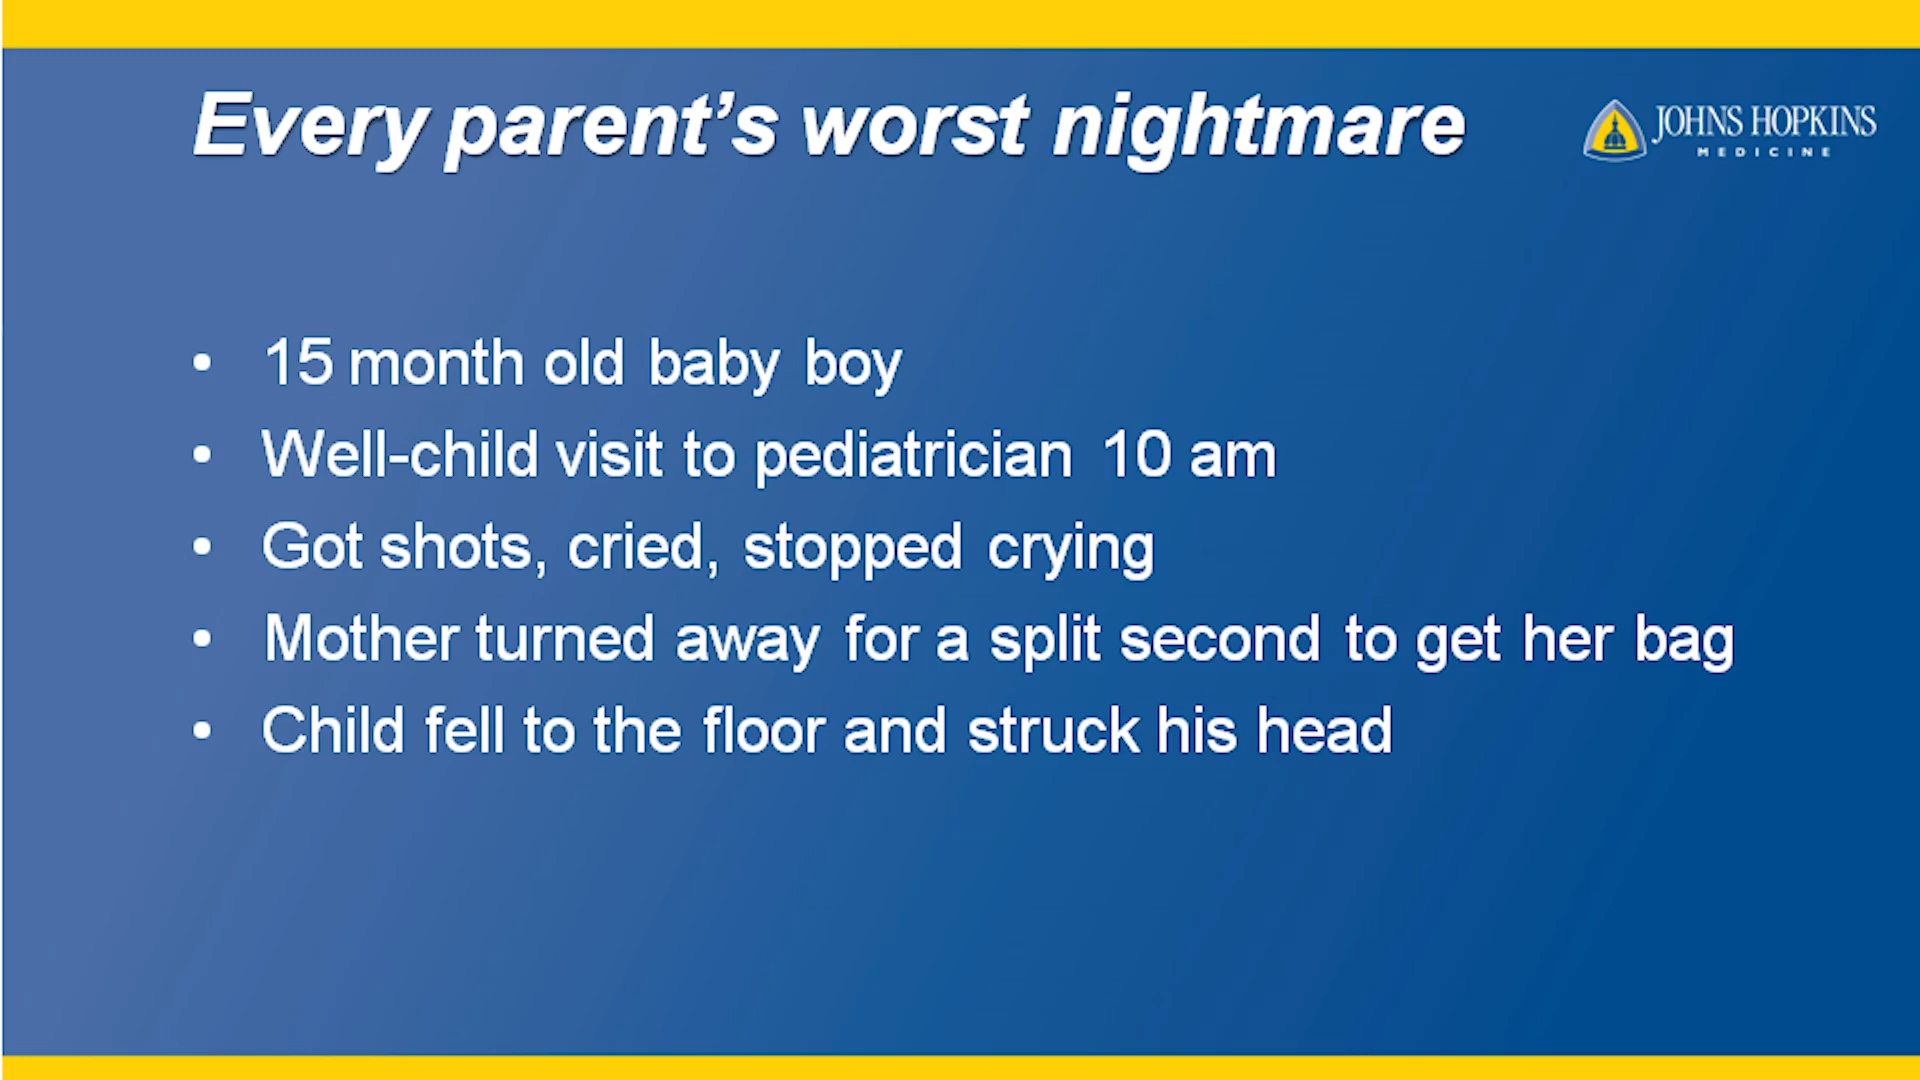 Every parent’s worst nightmare
JOHNS HOPKINS
MEDICINE
• 15 month old baby boy
• Well-child visit to pediatrician 10 am
• Got shots, cried, stopped crying
• Mother turned away for a split second to get her bag
• Child fell to the floor and struck his head